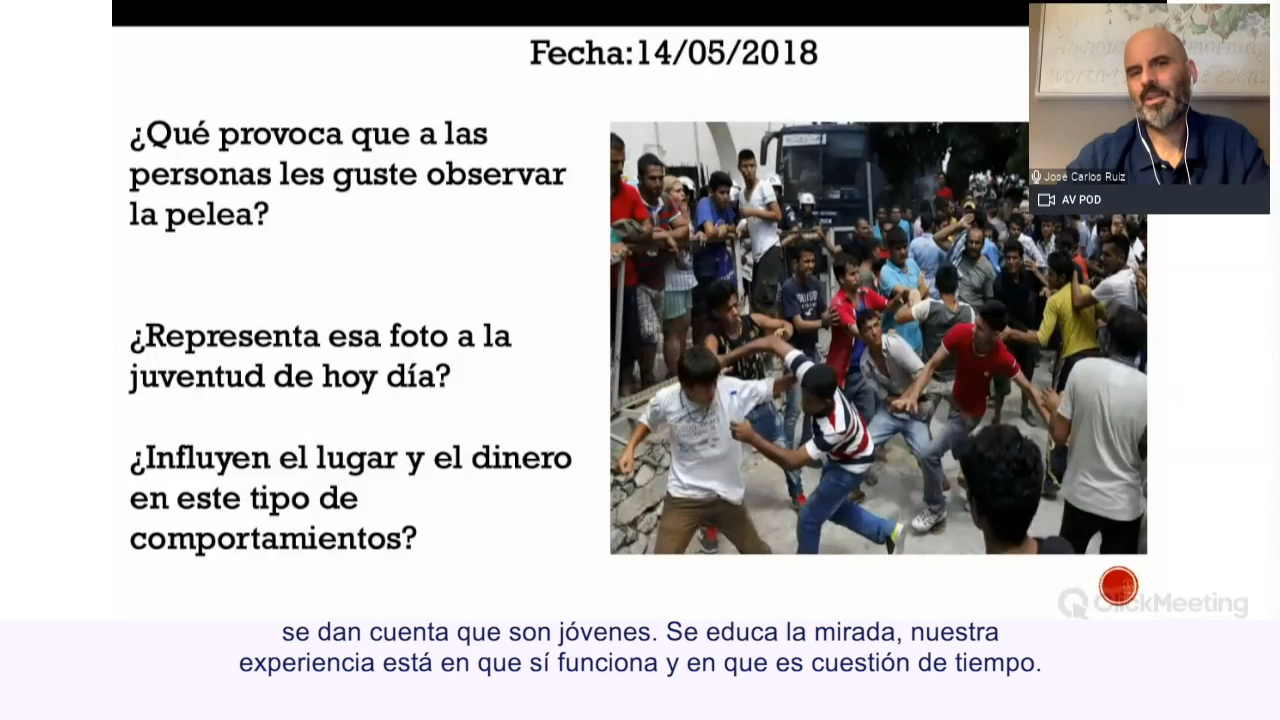 Fecha:14/05/2018
¿Qué provoca que a las
personas les guste observar
la pelea?
¿Representa esa foto a la
juventud de hoy día?
¿Influyen el lugar y el dinero
en este tipo de
comportamientos?
José Carlos Ruiz
AV POD
ClickMeeting
se dan cuenta que son jóvenes. Se educa la mirada, nuestra
experiencia está en que sí funciona y en que es cuestión de tiempo.